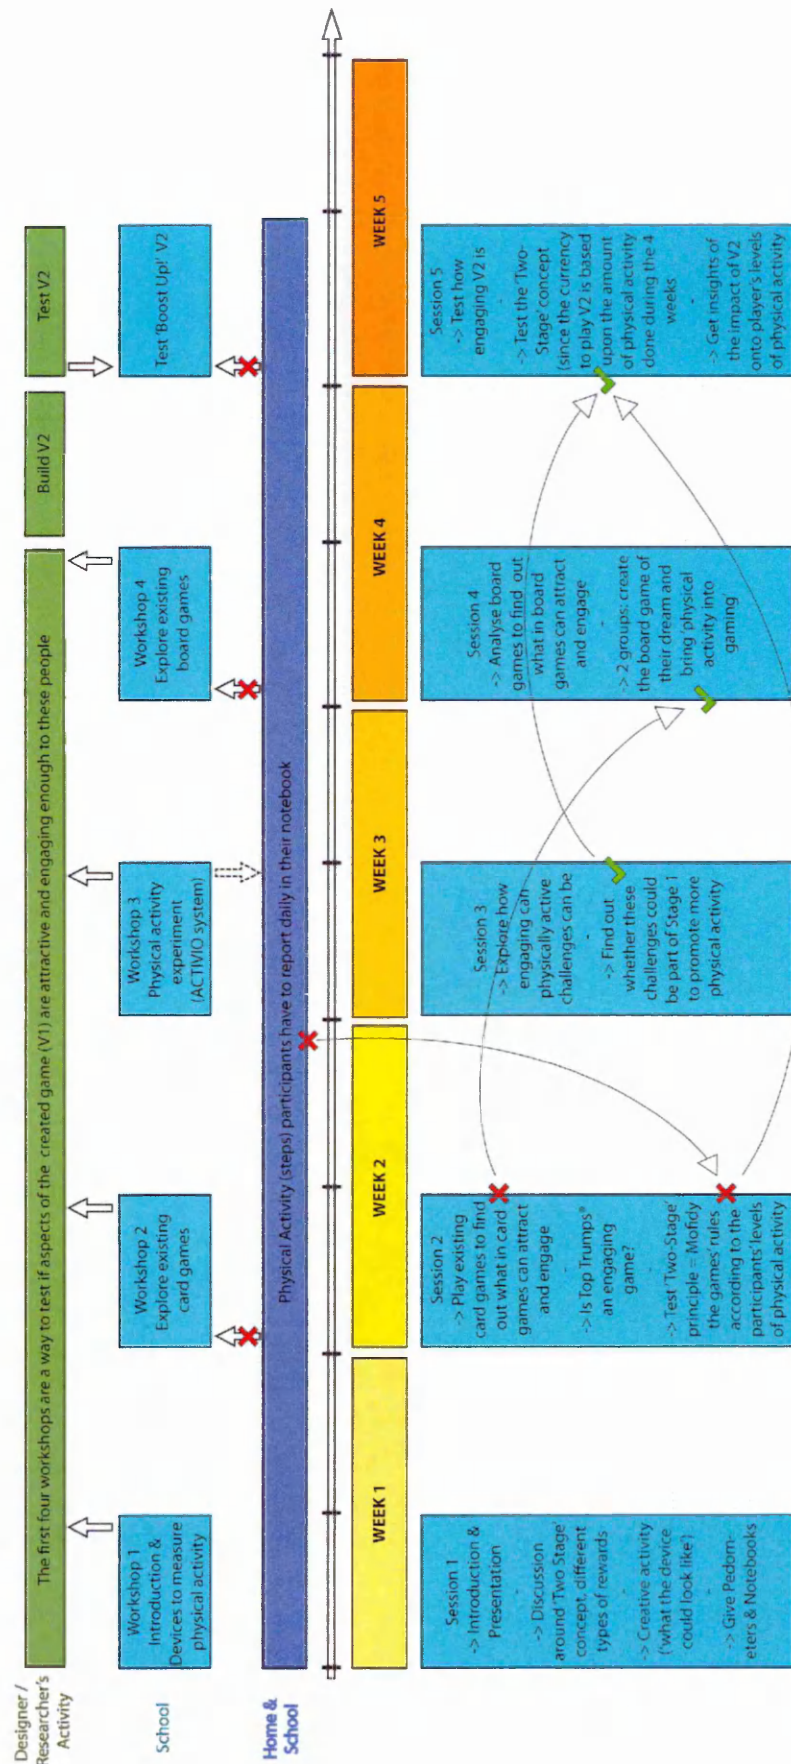 Designer /
Researcher's
Activity
The first four workshops are a way to test if aspects of the created game (V1) are attractive and engaging enough to these people
Build V2
Test V2
School
Workshop 1
Introduction &
Devices to measure
physical activity
Workshop 2
Explore existing
card games
Workshop 3
Physical activity
experiment
(ACTIVIO system)
Workshop 4
Explore existing
board games
Test 'Boost Up!' V2
Home &
School
Physical Activity (steps) participants have to report daily in their notebook
WEEK 1
WEEK 2
WEEK 3
WEEK 4
WEEK 5
Session 1
-> Introduction &
Presentation
-
-> Discussion
around 'Two Stage'
concept, different
types of rewards
-
-> Creative activity
('what the device
could look like')
-
-> Give Pedom-
eters & Notebooks
Session 2
-> Play existing
card games to find
out what in card
games can attract
and engage
-
-> Is Top Trumps®
an engaging
game?
-
-> Test 'Two-Stage'
principle = Mofidy
the games' rules
according to the
participants' levels
of physical activity
Session 3
-> Explore how
engaging can
physically active
challenges can be
-
-> Find out
whether these
challenges could
be part of Stage 1
to promote more
physical activity
Session 4
-> Analyse board
games to find out
what in board
games can attract
and engage
-
-> 2 groups: create
the board game of
their dream and
bring 'physical
activity into
gaming'
Session 5
-> Test how
engaging V2 is
-
-> Test the 'Two-
Stage' concept
(since the currency
to play V2 is based
upon the amount
of physical activity
done during the 4
weeks
-
-> Get insights of
the impact of V2
onto player's levels
of physical activity